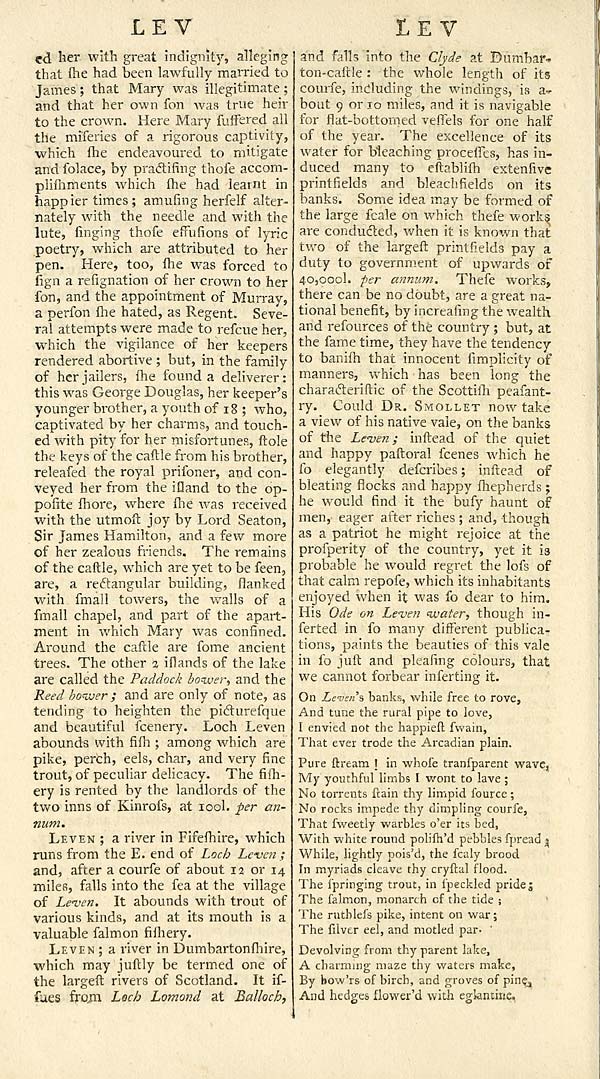 LEV
ed her with great indignity, alleging
that ſhe had been lawfully married to
James; that Mary was illegitimate;
and that her own ſon was true heir
to the crown. Here Mary ſuffered all
the miſeries of a rigorous captivity,
which ſhe endeavoured to mitigate
and ſolace, by practiſing thoſe accom-
pliſhments which ſhe had learnt in
happier times; amuſing herſelf alter-
nately with the needle and with the
lute, ſinging thoſe effuſions of lyric
poetry, which are attributed to her
pen. Here, too, ſhe was forced to
ſign a reſignation of her crown to her
ſon, and the appointment of Murray,
a perſon ſhe hated, as Regent. Seve-
ral attempts were made to reſcue her,
which the vigilance of her keepers
rendered abortive; but, in the family
of her jailers, ſhe found a deliverer:
this was George Douglas, her keeper's
younger brother, a youth of 18; who,
captivated by her charms, and touch-
ed with pity for her misfortunes, ſtole
the keys of the caſtle from his brother,
releaſed the royal priſoner, and con-
veyed her from the iſland to the op-
poſite ſhore, where ſhe was received
with the utmoſt joy by Lord Seaton,
Sir James Hamilton, and a few more
of her zealous friends. The remains
of the caſtle, which are yet to be ſeen,
are, a rectangular building, flanked
with ſmall towers, the walls of a
ſmall chapel, and part of the apart-
ment in which Mary was confined.
Around the caſtle are ſome ancient
trees. The other 2 iſlands of the lake
are called the Paddock bower, and the
Reed bower; and are only of note, as
tending to heighten the pictureſque
and beautiful ſcenery. Loch Leven
abounds with fiſh; among which are
pike, perch, eels, char, and very fine
trout, of peculiar delicacy. The fiſh-
ery is rented by the landlords of the
two inns of Kinroſs, at 100l. per an-
num.
LEVEN; a river in Fifeſhire, which
runs from the E. end of Loch Leven;
and, after a courſe of about 12 or 14
miles, falls into the ſea at the village
of Leven. It abounds with trout of
various kinds, and at its mouth is a
valuable ſalmon fiſhery.
LEVEN; a river in Dumbartonſhire,
which may juſtly be termed one of
the largeſt rivers of Scotland. It iſ-
ſues from Loch Lomond at Balloch,
LEV
and falls into the Clyde at Dumbar-
ton-caſtle: the whole length of its
courſe, including the windings, is a-
bout 9 or 10 miles, and it is navigable
for flat-bottomed veſſels for one half
of the year. The excellence of its
water for bleaching proceſſes, has in-
duced many to eſtabliſh extenſive
printfields and bleachfields on its
banks. Some idea may be formed of
the large ſcale on which theſe works
are conducted, when it is known that
two of the largeſt printfields pay a
duty to government of upwards of
40,000l. per annum. Theſe works,
there can be no doubt, are a great na-
tional benefit, by increaſing the wealth
and reſources of the country; but, at
the ſame time, they have the tendency
to baniſh that innocent ſimplicity of
manners, which has been long the
characteriſtic of the Scottiſh peaſant-
ry. Could DR. SMOLLET now take
a view of his native vale, on the banks
of the Leven; inſtead of the quiet
and happy paſtoral ſcenes which he
ſo elegantly deſcribes; inſtead of
bleating flocks and happy ſhepherds;
he would find it the buſy haunt of
men, eager after riches; and, though
as a patriot he might rejoice at the
proſperity of the country, yet it is
probable he would regret the loſs of
that calm repoſe, which its inhabitants
enjoyed when it was ſo dear to him.
His Ode on Leven water, though in-
ſerted in ſo many different publica-
tions, paints the beauties of this vale
in ſo juſt and pleaſing colours, that
we cannot forbear inſerting it.
On Leven's banks, while free to rove,
And tune the rural pipe to love,
I envied not the happieſt ſwain,
That ever trode the Arcadian plain.
Pure ſtream! in whoſe tranſparent wave,
My youthful limbs I wont to lave;
No torrents ſtain thy limpid ſource;
No rocks impede thy dimpling courſe,
That ſweetly warbles o'er its bed,
With white round poliſh'd pebbles ſpread;
While, lightly pois'd, the ſcaly brood
In myriads cleave thy cryſtal flood.
The ſpringing trout, in ſpeckled pride;
The ſalmon, monarch of the tide;
The ruthleſs pike, intent on war;
The ſilver eel, and motled par.
Devolving from thy parent lake,
A charming maze thy waters make,
By bow'rs of birch, and groves of pine,
And hedges flower'd with eglantine.